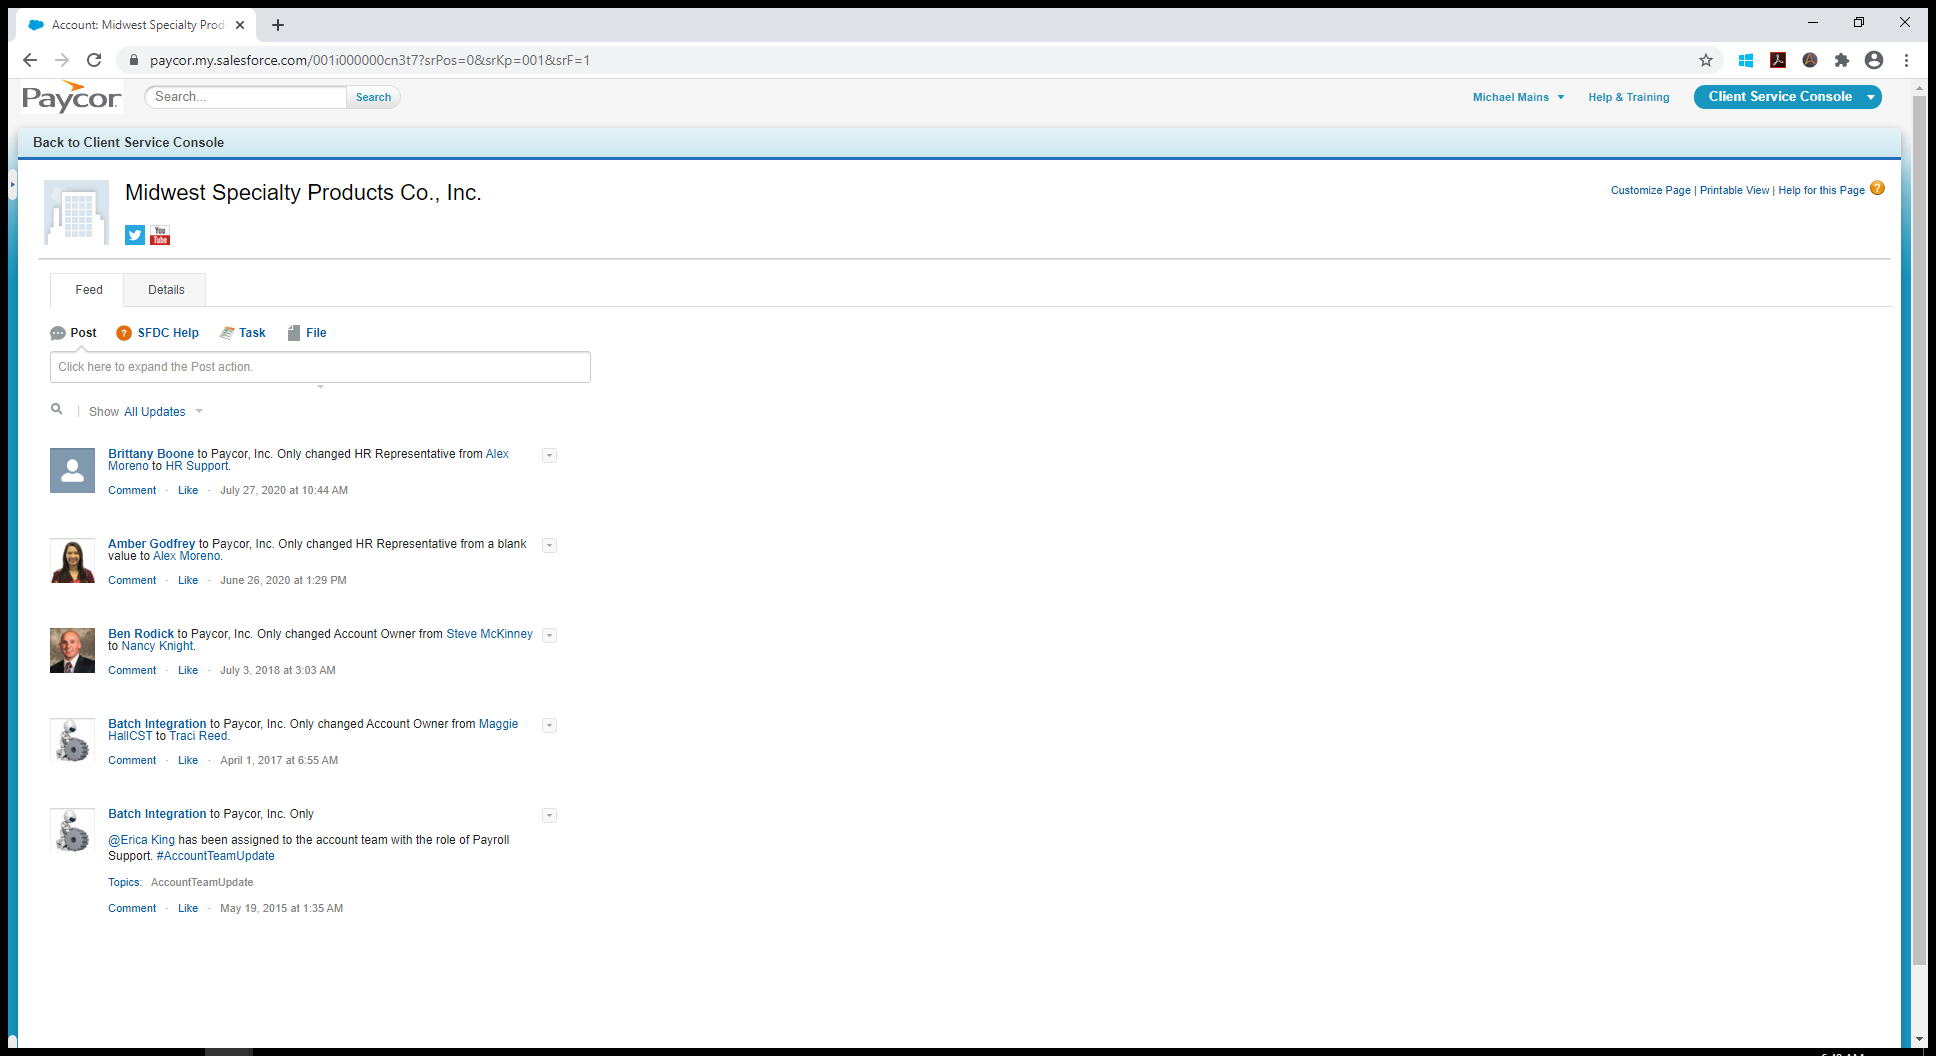 Account: Midwest Specialty Prod
paycor.my.salesforce.com/001i000000cn3t7?srPos=0&srKp=001&srF=1
Paycor
Search...
Search
Michael Mains
Help & Training
Client Service Console
Back to Client Service Console
Midwest Specialty Products Co., Inc.
Customize Page | Printable View | Help for this Page
You
Tube
Feed
Details
Post
SFDC Help
Task
File
Click here to expand the Post action.
Show All Updates
Brittany Boone to Paycor, Inc. Only changed HR Representative from Alex
Moreno to HR Support.
Comment · Like · July 27, 2020 at 10:44 AM
Amber Godfrey to Paycor, Inc. Only changed HR Representative from a blank
value to Alex Moreno.
Comment · Like · June 26, 2020 at 1:29 PM
Ben Rodick to Paycor, Inc. Only changed Account Owner from Steve McKinney
to Nancy Knight.
Comment · Like · July 3, 2018 at 3:03 AM
Batch Integration to Paycor, Inc. Only changed Account Owner from Maggie
HallCST to Traci Reed.
Comment · Like · April 1, 2017 at 6:55 AM
Batch Integration to Paycor, Inc. Only
@Erica King has been assigned to the account team with the role of Payroll
Support. #AccountTeamUpdate
Topics: AccountTeamUpdate
Comment · Like · May 19, 2015 at 1:35 AM